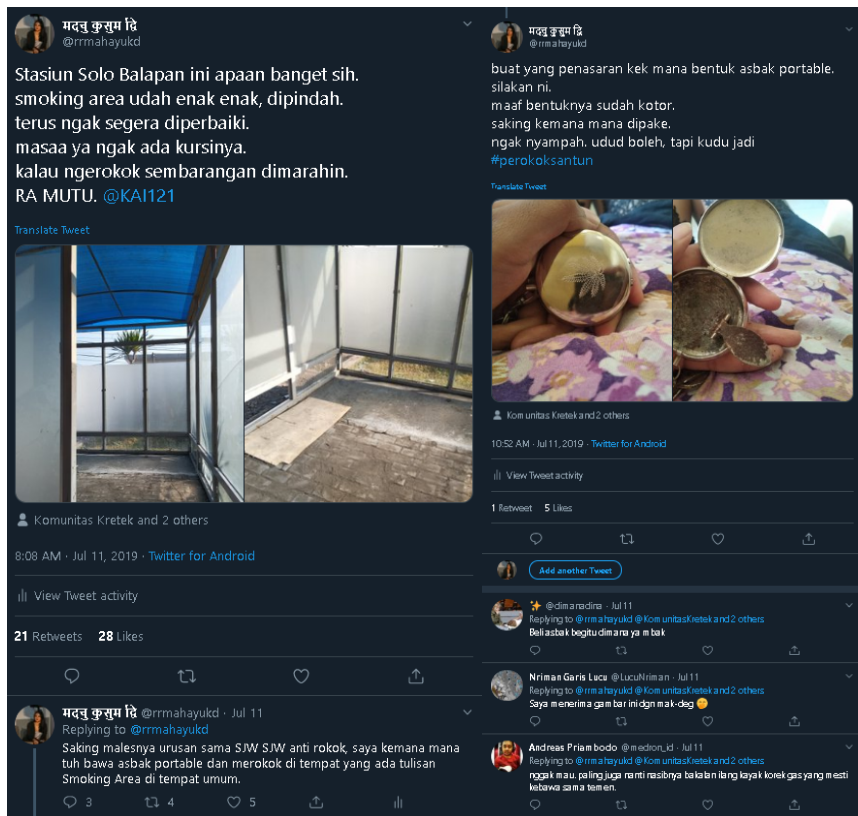 मदचु कुसुम द्वि
@rrmahayukd
Stasiun Solo Balapan ini apaan banget sih.
smoking area udah enak enak, dipindah.
terus ngak segera diperbaiki.
masaa ya ngak ada kursinya.
kalau ngerokok sembarangan dimarahin.
RA MUTU. @KAI121
Translate Tweet
Komunitas Kretek and 2 others
8:08 AM · Jul 11, 2019 · Twitter for Android
View Tweet activity
21 Retweets 28 Likes
मदचु कुसुम द्वि @rrmahayukd · Jul 11
Replying to @rrmahayukd
Saking malesnya urusan sama SJW SJW anti rokok, saya kemana mana
tuh bawa asbak portable dan merokok di tempat yang ada tulisan
Smoking Area di tempat umum.
3 4 5
मदचु कुसुम द्वि
@rrmahayukd
buat yang penasaran kek mana bentuk asbak portable.
silakan ni.
maaf bentuknya sudah kotor.
saking kemana mana dipake.
ngak nyampah. udud boleh, tapi kudu jadi
#perokoksantun
Translate Tweet
Komunitas Kretek and 2 others
10:52 AM · Jul 11, 2019 · Twitter for Android
View Tweet activity
1 Retweet 5 Likes
Add another Tweet
@dimanadina · Jul 11
Replying to @rrmahayukd @KomunitasKretek and 2 others
Beli asbak begitu dimana ya mbak
Nriman Garis Lucu @LucuNriman · Jul 11
Replying to @rrmahayukd @KomunitasKretek and 2 others
Saya menerima gambar ini dgn mak-deg
Andreas Priambodo @medron_id · Jul 11
Replying to @rrmahayukd @KomunitasKretek and 2 others
nggak mau. paling juga nanti nasibnya bakalan ilang kayak korek gas yang mesti
kebawa sama temen.